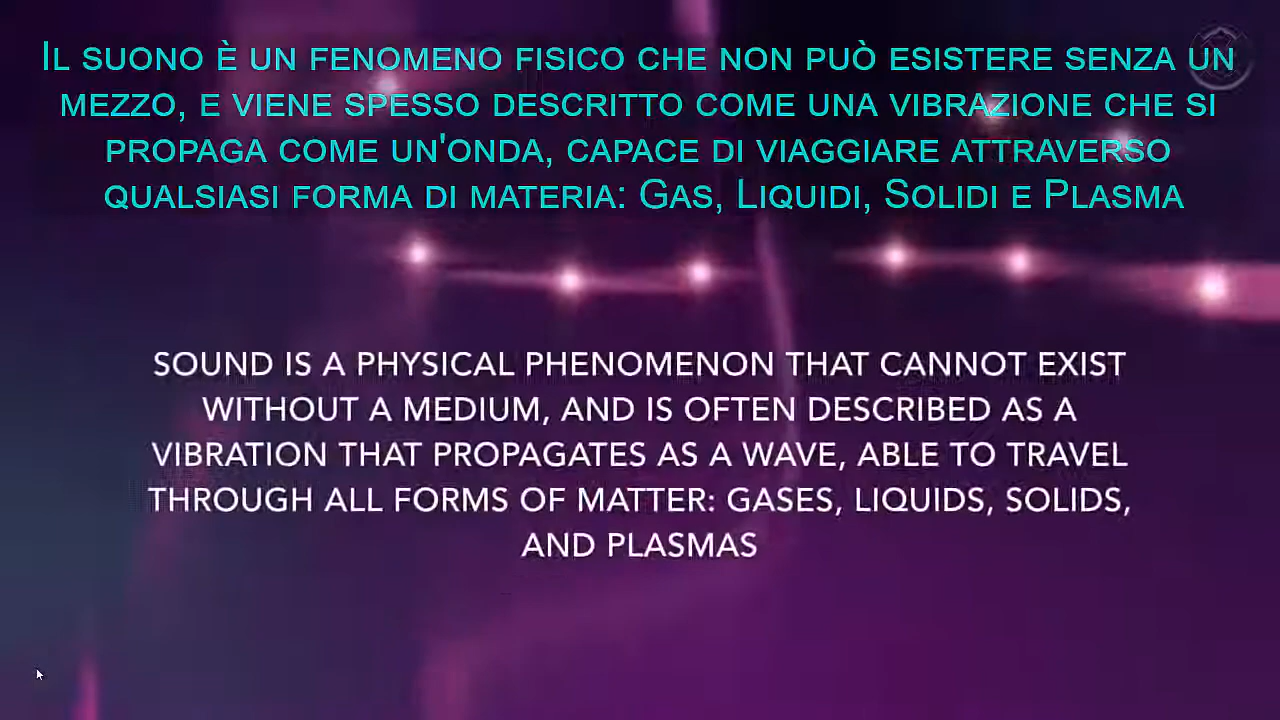 Il suono è un fenomeno fisico che non può esistere senza un
mezzo, e viene spesso descritto come una vibrazione che si
propaga come un'onda, capace di viaggiare attraverso
qualsiasi forma di materia: Gas, Liquidi, Solidi e Plasma
SOUND IS A PHYSICAL PHENOMENON THAT CANNOT EXIST
WITHOUT A MEDIUM, AND IS OFTEN DESCRIBED AS A
VIBRATION THAT PROPAGATES AS A WAVE, ABLE TO TRAVEL
THROUGH ALL FORMS OF MATTER: GASES, LIQUIDS, SOLIDS,
AND PLASMAS